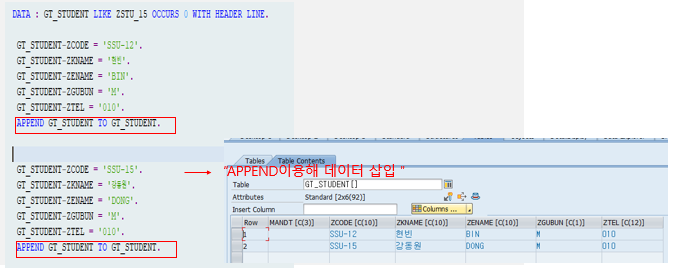 DATA : GT_STUDENT LIKE ZSTU_15 OCCURS 0 WITH HEADER LINE.
GT_STUDENT-ZCODE = 'SSU-12'.
GT_STUDENT-ZKNAME = '현빈'.
GT_STUDENT-ZENAME = 'BIN'.
GT_STUDENT-ZGUBUN = 'M'.
GT_STUDENT-ZTEL = '010'.
APPEND GT_STUDENT TO GT_STUDENT.
GT_STUDENT-ZCODE = 'SSU-15'.
GT_STUDENT-ZKNAME = '강동원'.
GT_STUDENT-ZENAME = 'DONG'.
GT_STUDENT-ZGUBUN = 'M'.
GT_STUDENT-ZTEL = '010'.
APPEND GT_STUDENT TO GT_STUDENT.
"APPEND이용해 데이터 삽입 "
Tables Table Contents
Table GT_STUDENT[]
Attributes Standard [2x6(92)]
Insert Column Columns ...
Row MANDT [C(3)] ZCODE [C(10)] ZKNAME [C(10)] ZENAME [C(10)] ZGUBUN [C(1)] ZTEL [C(12)]
1 SSU-12 현빈 BIN M 010
2 SSU-15 강동원 DONG M 010